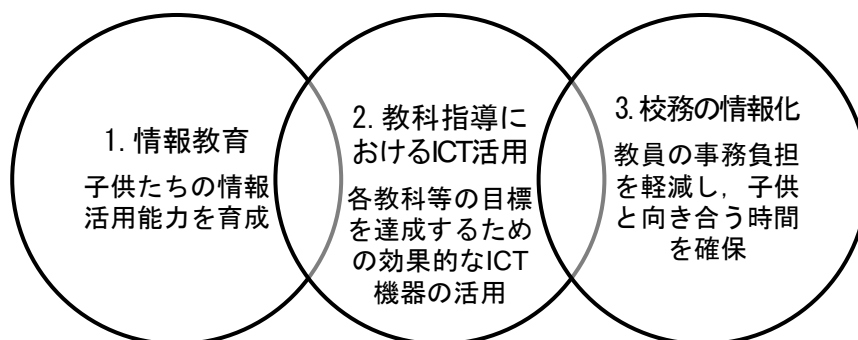 1. 情報教育
子供たちの情報
活用能力を育成
2. 教科指導に
おけるICT活用
各教科等の目標
を達成するため
の効果的なICT
機器の活用
3. 校務の情報化
教員の事務負担
を軽減し，子供
と向き合う時間
を確保